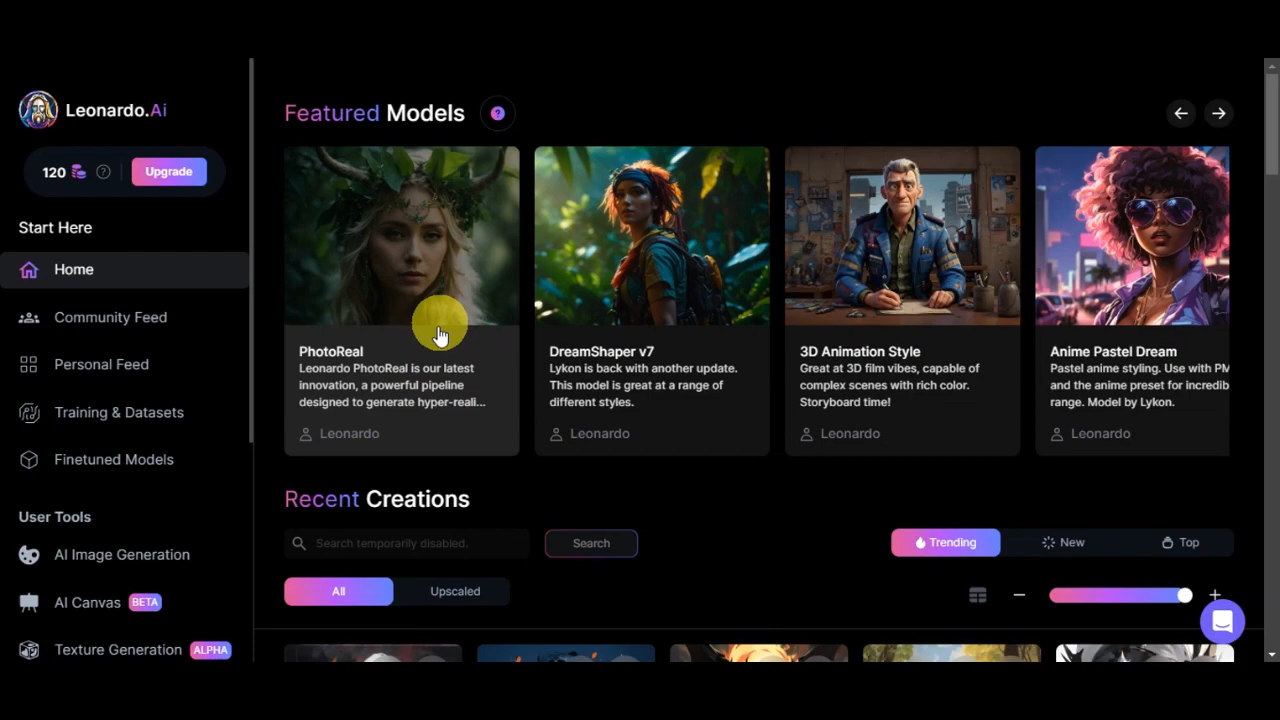 Leonardo.Ai
120 ? Upgrade
Start Here
Home
Community Feed
Personal Feed
Training & Datasets
Finetuned Models
User Tools
AI Image Generation
AI Canvas BETA
Texture Generation ALPHA
Featured Models ?
PhotoReal
Leonardo PhotoReal is our latest
innovation, a powerful pipeline
designed to generate hyper-reali...
Leonardo
DreamShaper v7
Lykon is back with another update.
This model is great at a range of
different styles.
Leonardo
3D Animation Style
Great at 3D film vibes, capable of
complex scenes with rich color.
Storyboard time!
Leonardo
Anime Pastel Dream
Pastel anime styling. Use with PM
and the anime preset for incredib
range. Model by Lykon.
Leonardo
Recent Creations
Search temporarily disabled. Search
Trending New Top
All Upscaled